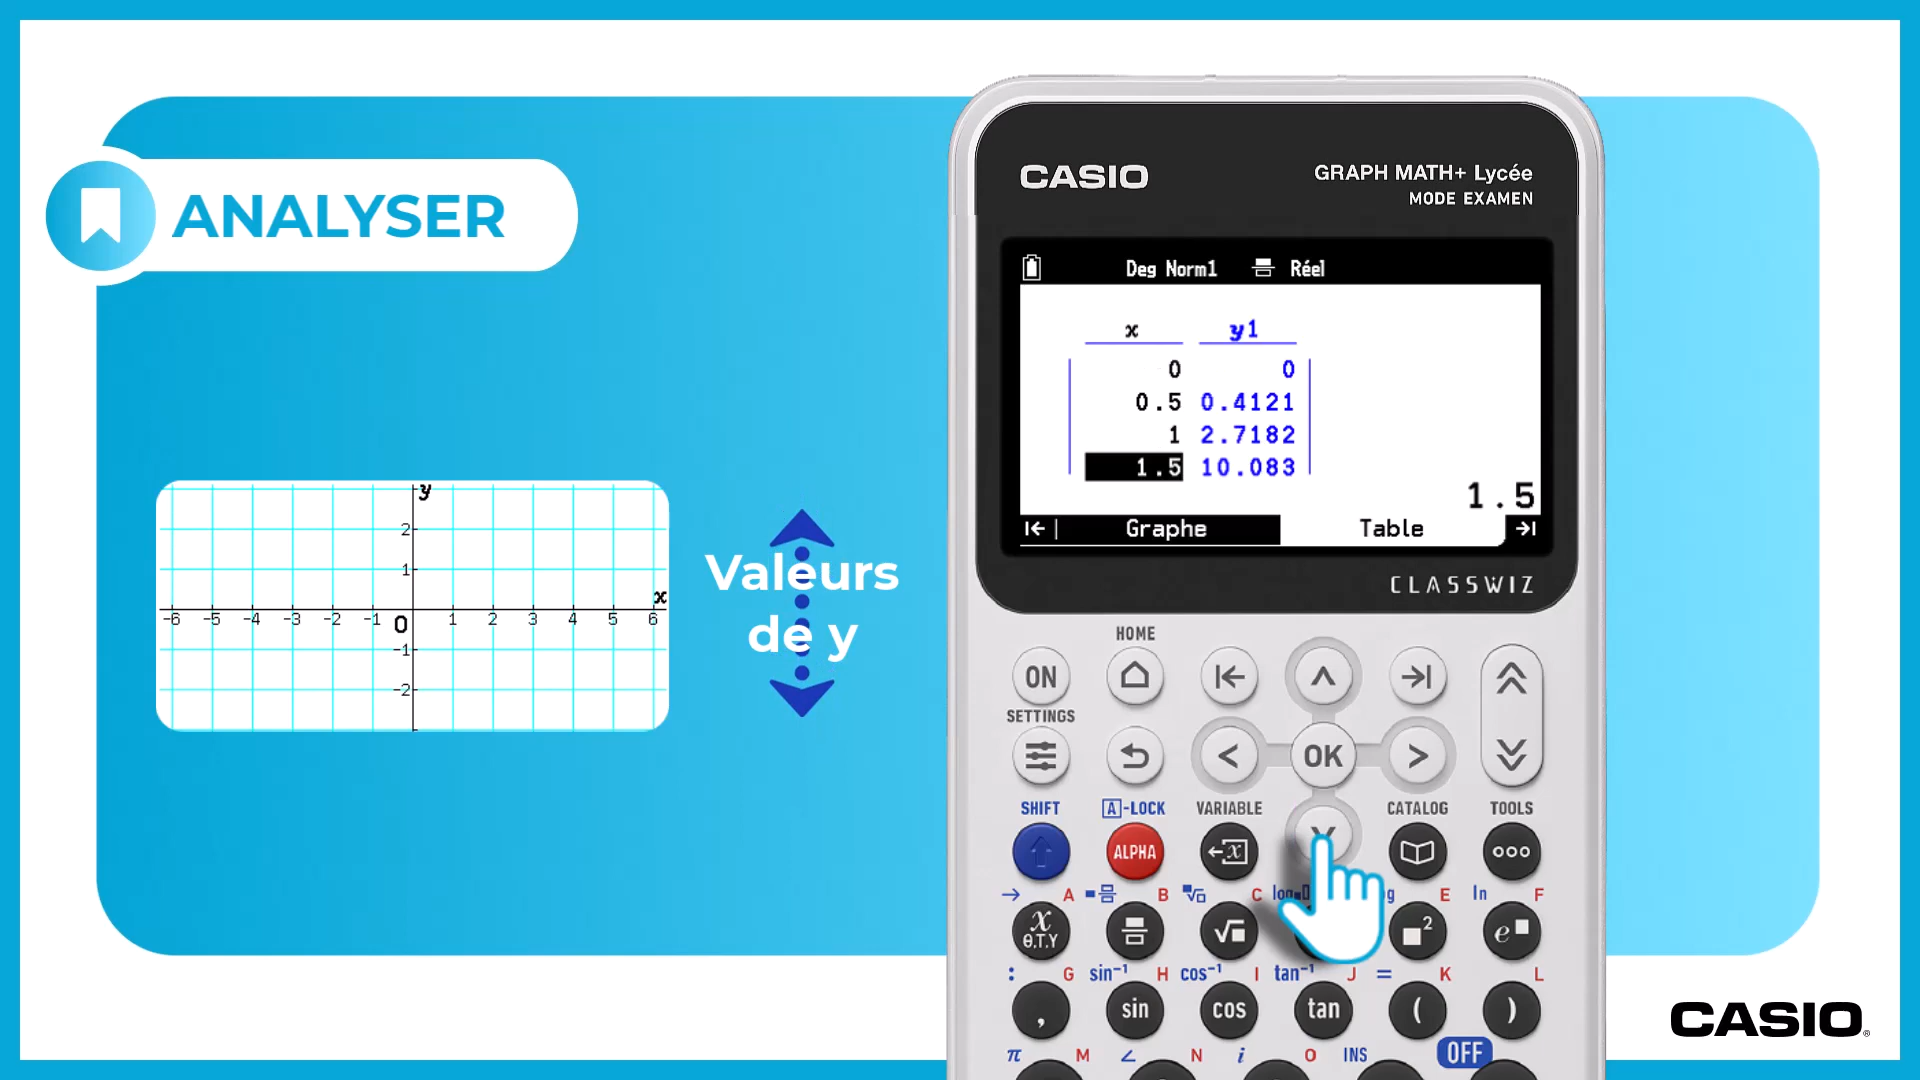 ANALYSER
y
2
1
x
-6 -5 -4 -3 -2 -1 O 1 2 3 4 5 6
-1
-2
Valeurs
de y
CASIO
GRAPH MATH+ Lycée
MODE EXAMEN
Deg Norm1 Réel
x y1
0 0
0.5 0.4121
1 2.7182
1.5 10.083
1.5
Graphe Table
CLASSWIZ
HOME
ON
SETTINGS
OK
SHIFT A-LOCK VARIABLE CATALOG TOOLS
ALPHA x
A B C E ln F
x
θ.T.Y
√ ■² e■
: G sin⁻¹ H cos⁻¹ I tan⁻¹ J = K L
, sin cos tan ( )
π M ∠ N i O INS OFF
CASIO®